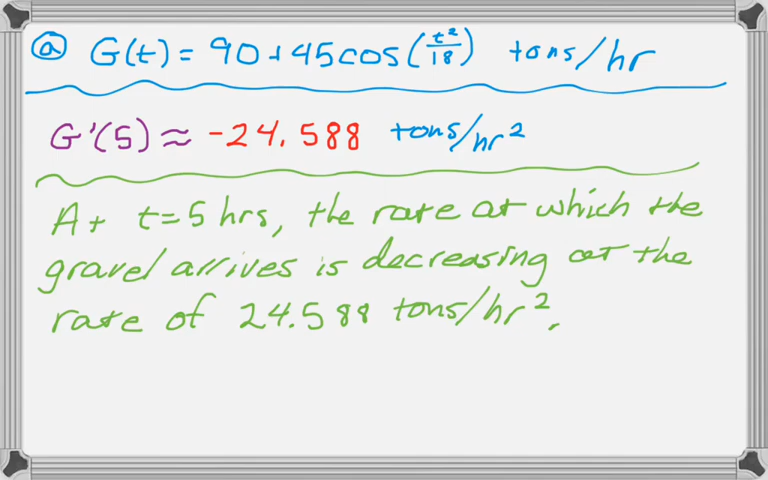 ⓐ G(t) = 90 + 45cos(t²/18) tons/hr
G'(5) ≈ -24.588 tons/hr²
At t=5 hrs, the rate at which the
gravel arrives is decreasing at the
rate of 24.588 tons/hr².